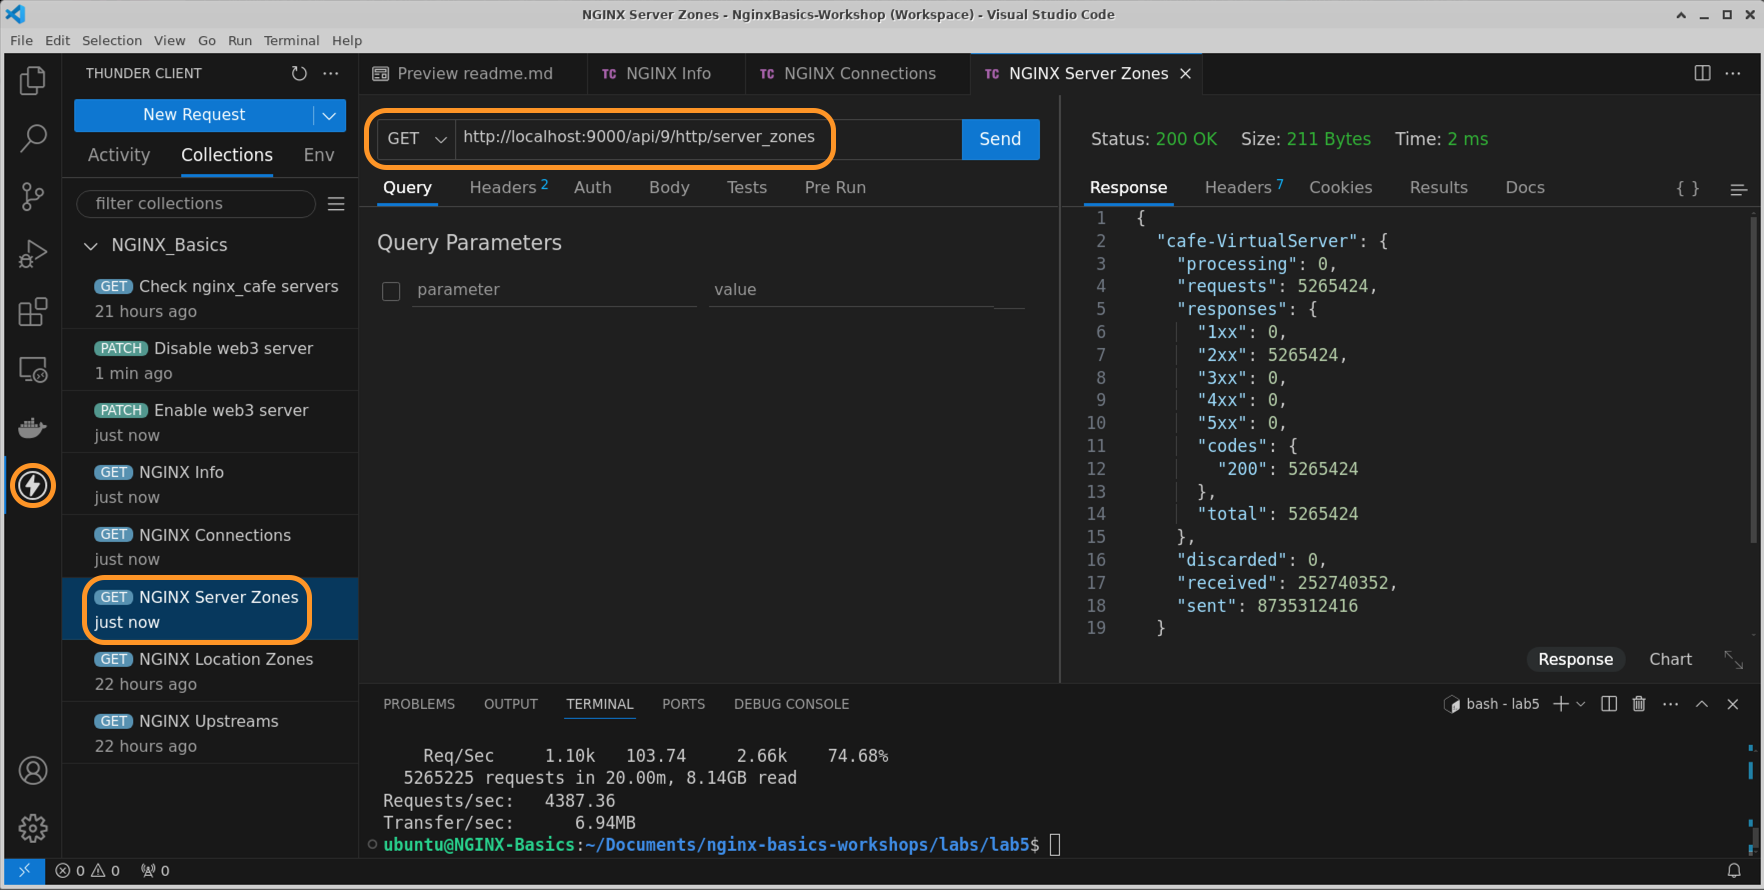 NGINX Server Zones - NginxBasics-Workshop (Workspace) - Visual Studio Code
File Edit Selection View Go Run Terminal Help
THUNDER CLIENT
New Request
Activity Collections Env
filter collections
NGINX_Basics
GET Check nginx_cafe servers
21 hours ago
PATCH Disable web3 server
1 min ago
PATCH Enable web3 server
just now
GET NGINX Info
just now
GET NGINX Connections
just now
GET NGINX Server Zones
just now
GET NGINX Location Zones
22 hours ago
GET NGINX Upstreams
22 hours ago
Preview readme.md TC NGINX Info TC NGINX Connections TC NGINX Server Zones
GET http://localhost:9000/api/9/http/server_zones Send
Query Headers 2 Auth Body Tests Pre Run
Query Parameters
parameter value
Status: 200 OK Size: 211 Bytes Time: 2 ms
Response Headers 7 Cookies Results Docs { }
1 {
2 "cafe-VirtualServer": {
3 "processing": 0,
4 "requests": 5265424,
5 "responses": {
6 "1xx": 0,
7 "2xx": 5265424,
8 "3xx": 0,
9 "4xx": 0,
10 "5xx": 0,
11 "codes": {
12 "200": 5265424
13 },
14 "total": 5265424
15 },
16 "discarded": 0,
17 "received": 252740352,
18 "sent": 8735312416
19 }
Response Chart
PROBLEMS OUTPUT TERMINAL PORTS DEBUG CONSOLE
bash - lab5
Req/Sec 1.10k 103.74 2.66k 74.68%
5265225 requests in 20.00m, 8.14GB read
Requests/sec: 4387.36
Transfer/sec: 6.94MB
ubuntu@NGINX-Basics:~/Documents/nginx-basics-workshops/labs/lab5$
0 0 0